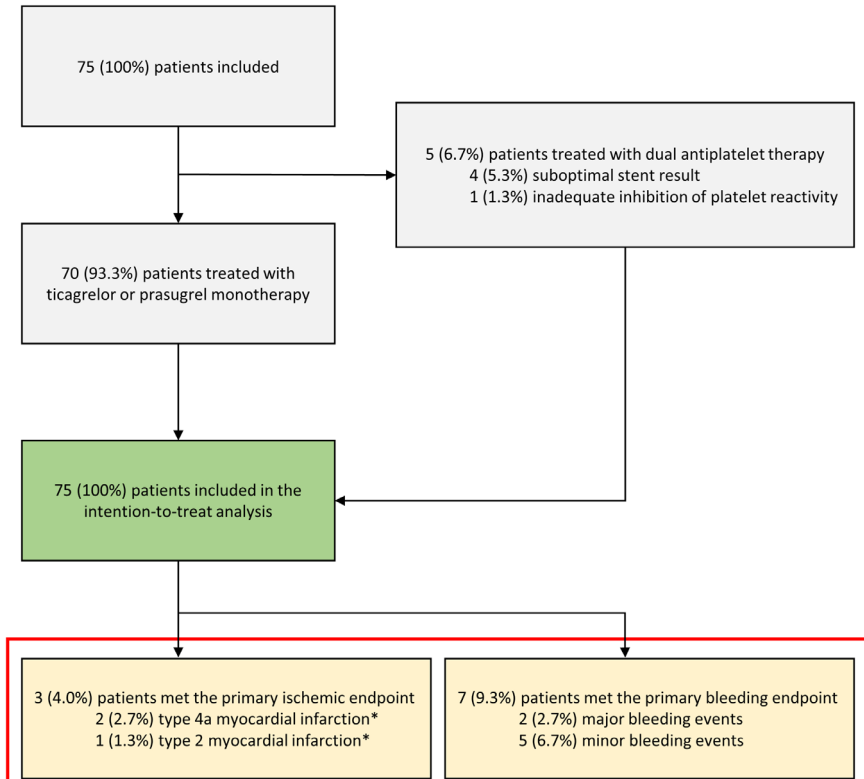 75 (100%) patients included
5 (6.7%) patients treated with dual antiplatelet therapy
4 (5.3%) suboptimal stent result
1 (1.3%) inadequate inhibition of platelet reactivity
70 (93.3%) patients treated with
ticagrelor or prasugrel monotherapy
75 (100%) patients included in the
intention-to-treat analysis
3 (4.0%) patients met the primary ischemic endpoint
2 (2.7%) type 4a myocardial infarction*
1 (1.3%) type 2 myocardial infarction*
7 (9.3%) patients met the primary bleeding endpoint
2 (2.7%) major bleeding events
5 (6.7%) minor bleeding events